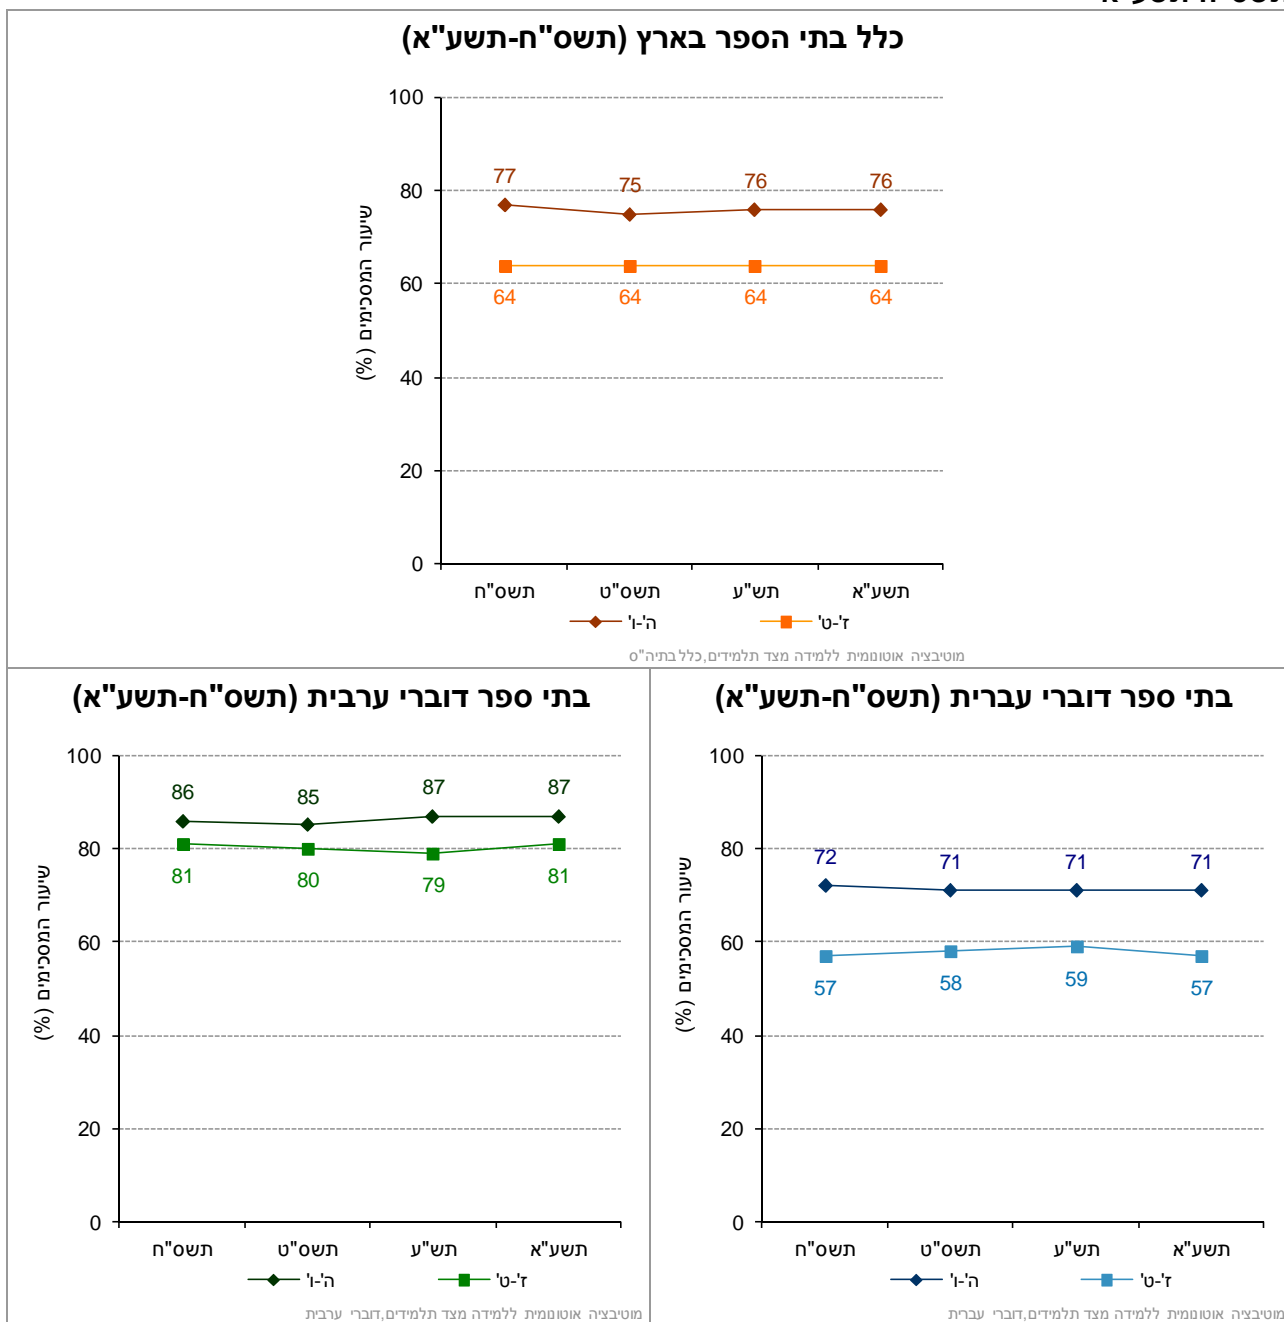 כלל בתי הספר בארץ (תשס"ח-תשע"א)
100
80
60
40
20
0
שיעור המסכימים (%)
77
75
76
76
64
64
64
64
תשס"ח
תשס"ט
תש"ע
תשע"א
ה'-ו'
ז'-ט'
מוטיבציה אוטונומית ללמידה מצד תלמידים,כלל בתיה"ס
בתי ספר דוברי עברית (תשס"ח-תשע"א)
100
80
60
40
20
0
שיעור המסכימים (%)
72
71
71
71
57
58
59
57
תשס"ח
תשס"ט
תש"ע
תשע"א
ה'-ו'
ז'-ט'
מוטיבציה אוטונומית ללמידה מצד תלמידים,דוברי עברית
בתי ספר דוברי ערבית (תשס"ח-תשע"א)
100
80
60
40
20
0
שיעור המסכימים (%)
86
85
87
87
81
80
79
81
תשס"ח
תשס"ט
תש"ע
תשע"א
ה'-ו'
ז'-ט'
מוטיבציה אוטונומית ללמידה מצד תלמידים,דוברי ערבית